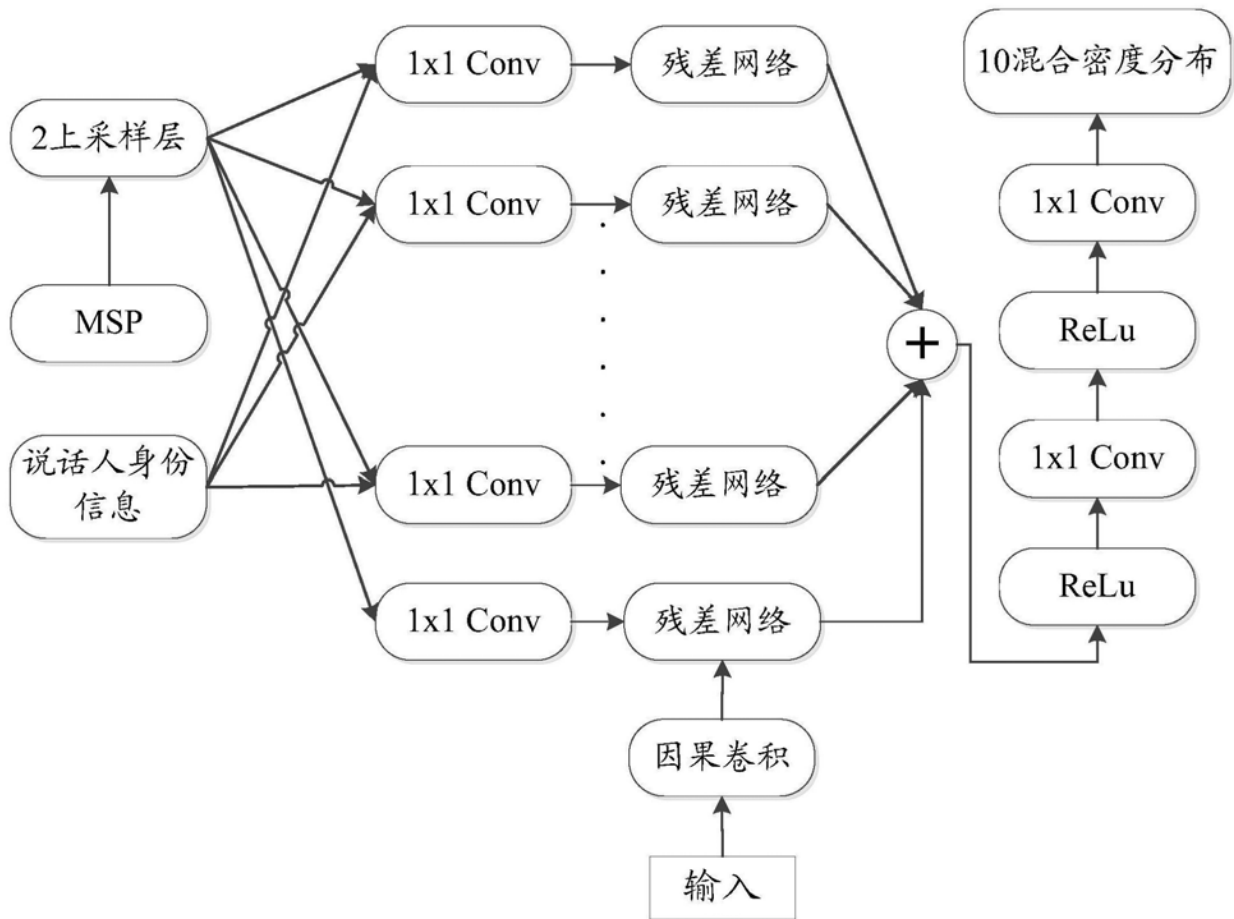 1x1 Conv
残差网络
10混合密度分布
2上采样层
1x1 Conv
残差网络
1x1 Conv
MSP
ReLu
+
说话人身份
信息
1x1 Conv
残差网络
1x1 Conv
1x1 Conv
残差网络
ReLu
因果卷积
输入